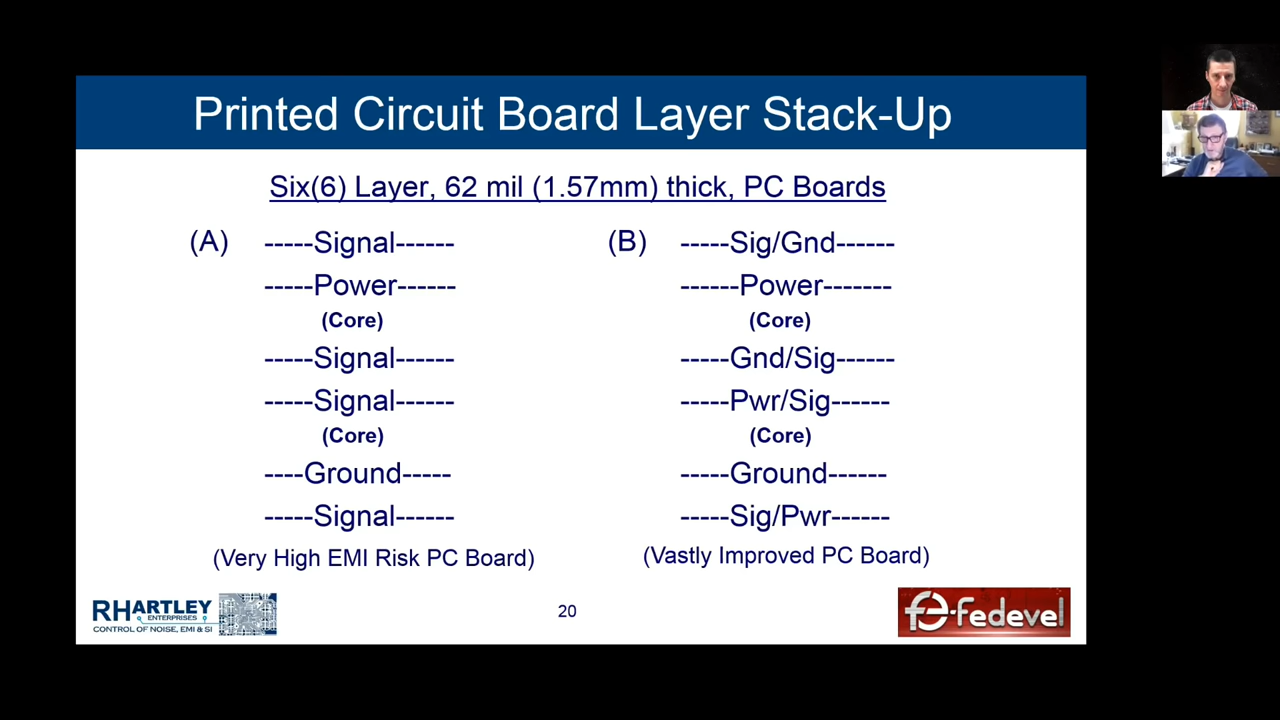 Printed Circuit Board Layer Stack-Up
Six(6) Layer, 62 mil (1.57mm) thick, PC Boards
(A)
-----Signal------
-----Power------
(Core)
-----Signal------
-----Signal------
(Core)
----Ground-----
-----Signal------
(Very High EMI Risk PC Board)
(B)
-----Sig/Gnd------
------Power-------
(Core)
-----Gnd/Sig------
-----Pwr/Sig------
(Core)
-----Ground------
-----Sig/Pwr------
(Vastly Improved PC Board)
RHARTLEY
ENTERPRISES
CONTROL OF NOISE, EMI & SI
20
fedevel